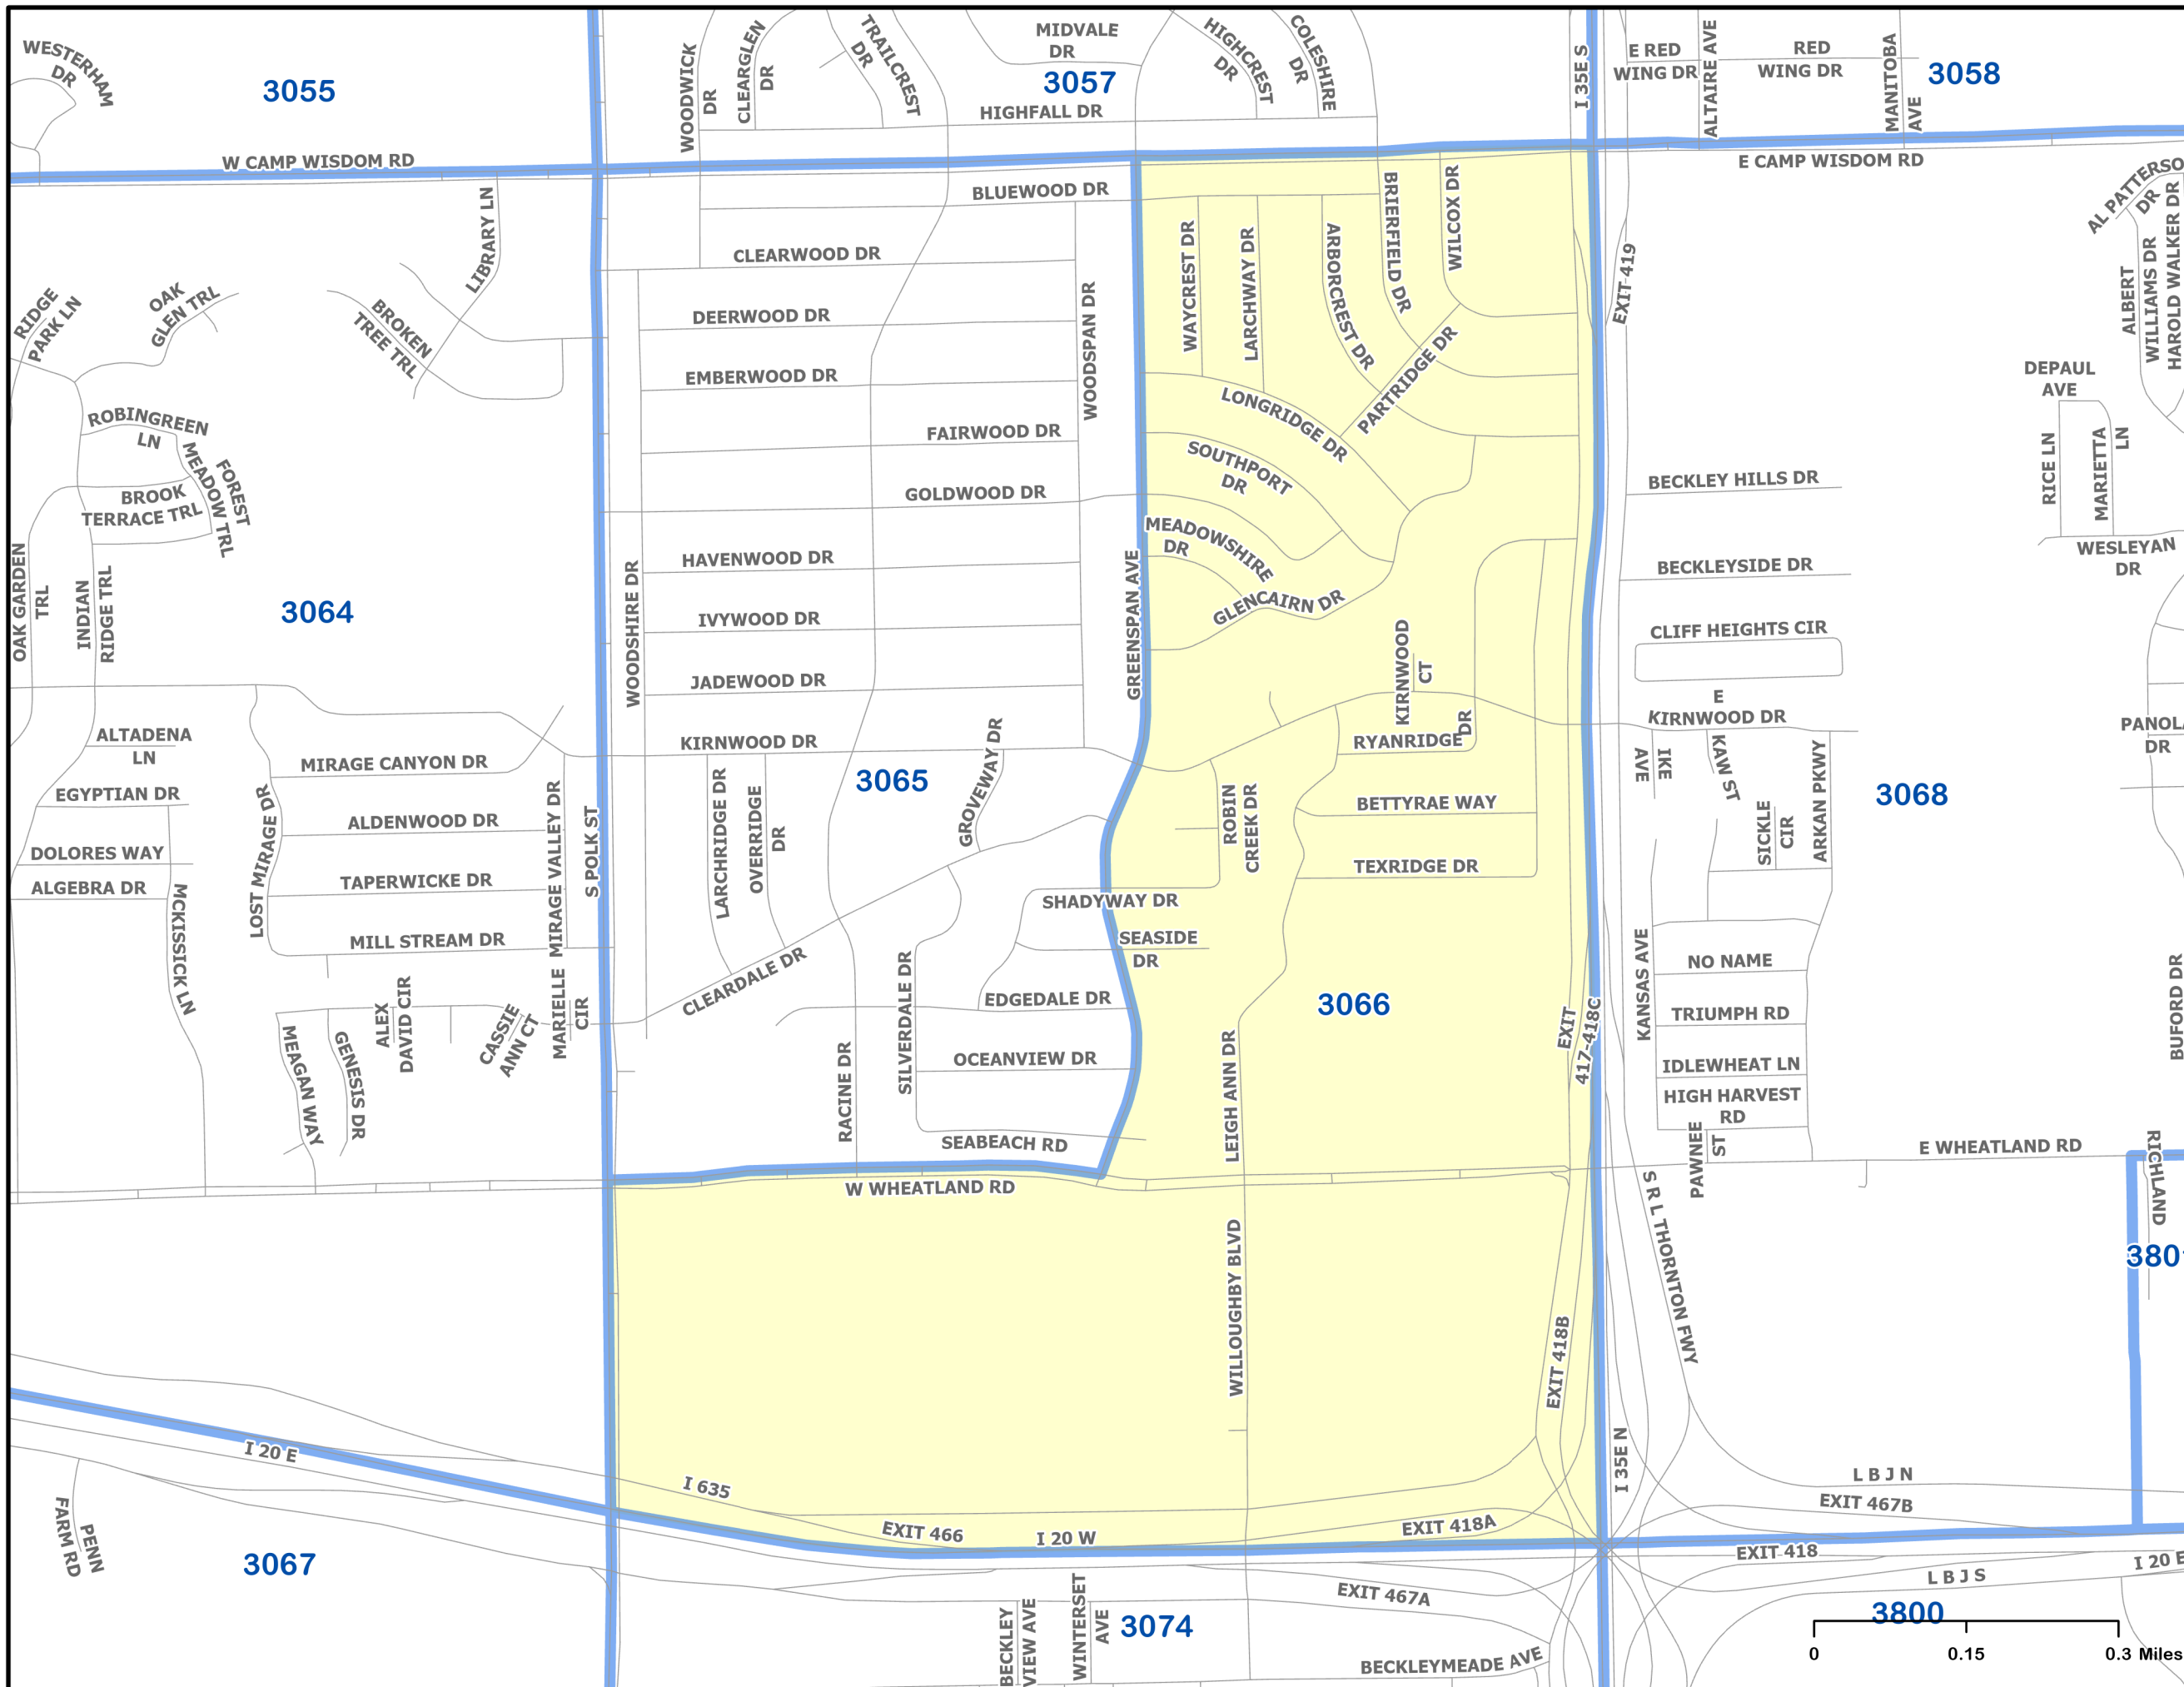 WESTERHAM
DR
3055
W CAMP WISDOM RD
WOODWICK
DR
CLEARGLEN
DR
TRAILCREST
DR
MIDVALE
DR
3057
HIGHFALL DR
HIGHCREST
DR
COLESHIRE
DR
I 35E S
E RED
WING DR
ALTAIRE AVE
RED
WING DR
MANITOBA
AVE
3058
E CAMP WISDOM RD
AL PATTERSO
DR
ALBERT
WILLIAMS DR
HAROLD WALKER DR
LIBRARY LN
BLUEWOOD DR
CLEARWOOD DR
DEERWOOD DR
EMBERWOOD DR
FAIRWOOD DR
GOLDWOOD DR
HAVENWOOD DR
IVYWOOD DR
JADEWOOD DR
KIRNWOOD DR
WOODSPAN DR
WOODSHIRE DR
GREENSPAN AVE
WAYCREST DR
LARCHWAY DR
ARBORCREST DR
BRIERFIELD DR
WILCOX DR
PARTRIDGE DR
LONGRIDGE DR
SOUTHPORT
DR
MEADOWSHIRE
DR
GLENCAIRN DR
KIRNWOOD
CT
RYANRIDGE
DR
EXIT 419
RIDGE
PARK LN
OAK
GLEN TRL
BROKEN
TREE TRL
ROBINGREEN
LN
FOREST
MEADOW TRL
BROOK
TERRACE TRL
OAK GARDEN
TRL
INDIAN
RIDGE TRL
3064
ALTADENA
LN
EGYPTIAN DR
DOLORES WAY
ALGEBRA DR
MCKISSICK LN
LOST MIRAGE DR
MIRAGE CANYON DR
ALDENWOOD DR
TAPERWICKE DR
MILL STREAM DR
MIRAGE VALLEY DR
S POLK ST
MARIELLE
CIR
CASSIE
ANN CT
ALEX
DAVID CIR
GENESIS DR
MEAGAN WAY
3065
LARCHRIDGE DR
OVERRIDGE
DR
GROVEWAY DR
CLEARDALE DR
SHADYWAY DR
SEASIDE
DR
EDGEDALE DR
OCEANVIEW DR
SEABEACH RD
SILVERDALE DR
RACINE DR
W WHEATLAND RD
ROBIN
CREEK DR
BETTYRAE WAY
TEXRIDGE DR
3066
LEIGH ANN DR
WILLOUGHBY BLVD
EXIT
417-418C
EXIT 418B
DEPAUL
AVE
RICE LN
MARIETTA
LN
WESLEYAN
DR
BECKLEY HILLS DR
BECKLEYSIDE DR
CLIFF HEIGHTS CIR
E
KIRNWOOD DR
IKE
AVE
KAW ST
SICKLE
CIR
ARKAN PKWY
3068
PANOLA
DR
KANSAS AVE
NO NAME
TRIUMPH RD
IDLEWHEAT LN
HIGH HARVEST
RD
PAWNEE
ST
BUFORD DR
E WHEATLAND RD
RICHLAND
380
S R L THORNTON FWY
I 35E N
L B J N
EXIT 467B
EXIT 418
L B J S
I 20 E
I 20 E
I 635
EXIT 466
I 20 W
EXIT 418A
EXIT 467A
PENN
FARM RD
3067
BECKLEY
VIEW AVE
WINTERSET
AVE
3074
BECKLEYMEADE AVE
3800
0 0.15 0.3 Miles